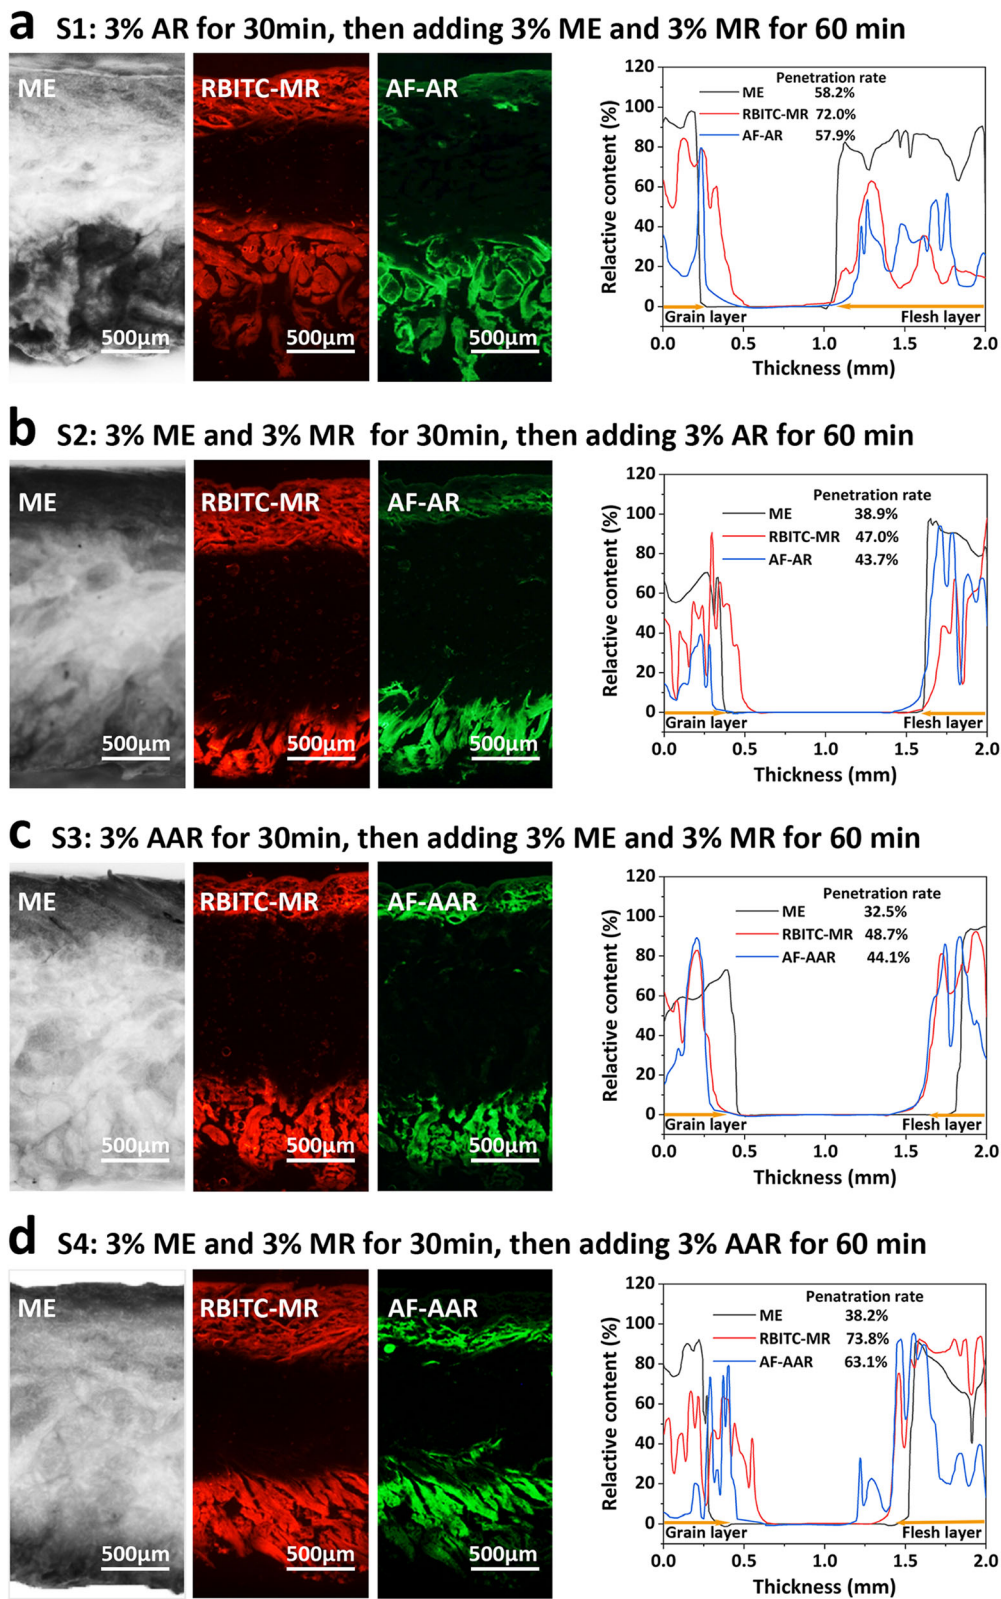 a S1: 3% AR for 30min, then adding 3% ME and 3% MR for 60 min
ME
RBITC-MR
AF-AR
500μm
500μm
500μm
Relactive content (%)
120
100
80
60
40
20
0
Penetration rate
ME 58.2%
RBITC-MR 72.0%
AF-AR 57.9%
Grain layer
Flesh layer
0.0 0.5 1.0 1.5 2.0
Thickness (mm)
b S2: 3% ME and 3% MR for 30min, then adding 3% AR for 60 min
ME
RBITC-MR
AF-AR
500μm
500μm
500μm
Relactive content (%)
120
100
80
60
40
20
0
Penetration rate
ME 38.9%
RBITC-MR 47.0%
AF-AR 43.7%
Grain layer
Flesh layer
0.0 0.5 1.0 1.5 2.0
Thickness (mm)
c S3: 3% AAR for 30min, then adding 3% ME and 3% MR for 60 min
ME
RBITC-MR
AF-AAR
500μm
500μm
500μm
Relactive content (%)
120
100
80
60
40
20
0
Penetration rate
ME 32.5%
RBITC-MR 48.7%
AF-AAR 44.1%
Grain layer
Flesh layer
0.0 0.5 1.0 1.5 2.0
Thickness (mm)
d S4: 3% ME and 3% MR for 30min, then adding 3% AAR for 60 min
ME
RBITC-MR
AF-AAR
500μm
500μm
500μm
Relactive content (%)
120
100
80
60
40
20
0
Penatration rate
ME 38.2%
RBITC-MR 73.8%
AF-AAR 63.1%
Grain layer
Flesh layer
0.0 0.5 1.0 1.5 2.0
Thickness (mm)